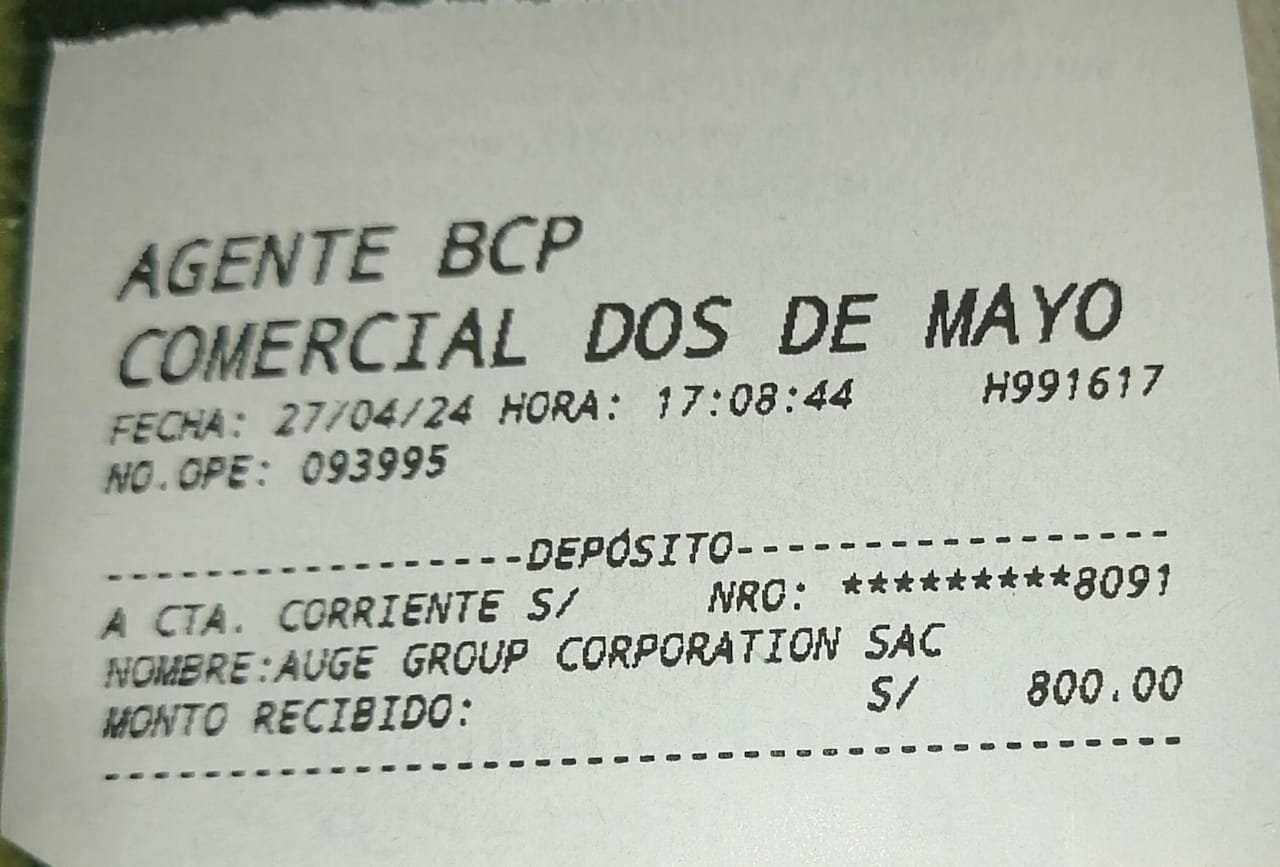 AGENTE BCP
COMERCIAL DOS DE MAYO
FECHA: 27/04/24 HORA: 17:08:44 H991617
NO.OPE: 093995
----------------DEPÓSITO-----------------
A CTA. CORRIENTE S/ NRO: *********8091
NOMBRE:AUGE GROUP CORPORATION SAC
MONTO RECIBIDO: S/ 800.00
-----------------------------------------